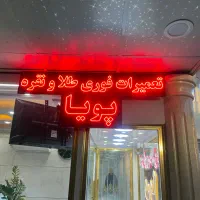 تعمیرات فوری طلا و نقره
پویا